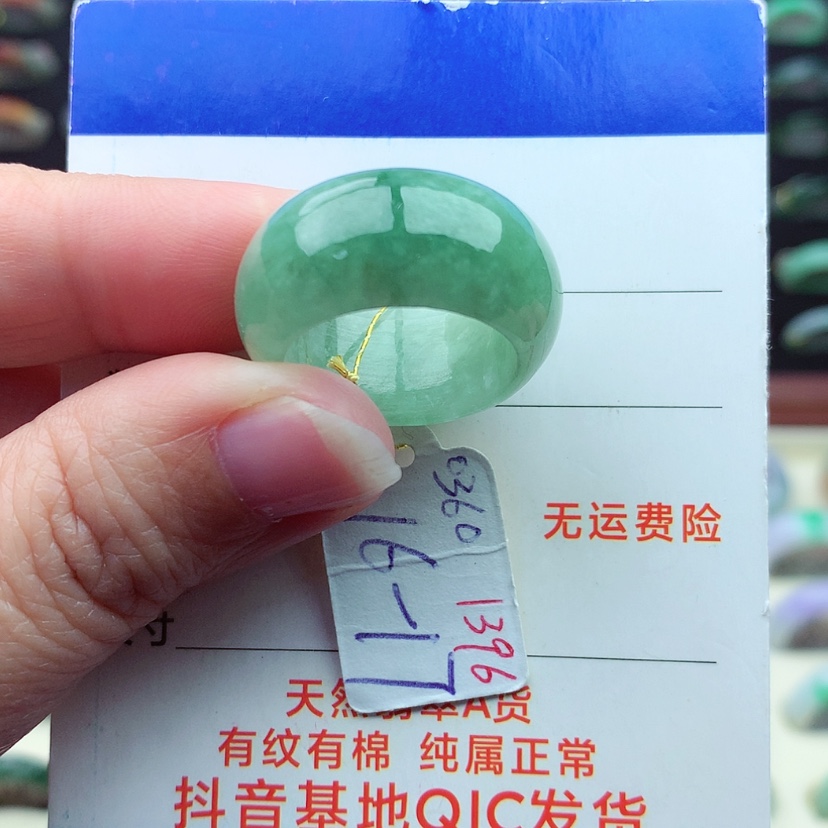 0360
1396
16-17
无运费险
寸
天然翡翠A货
有纹有棉 纯属正常
抖音基地QIC发货